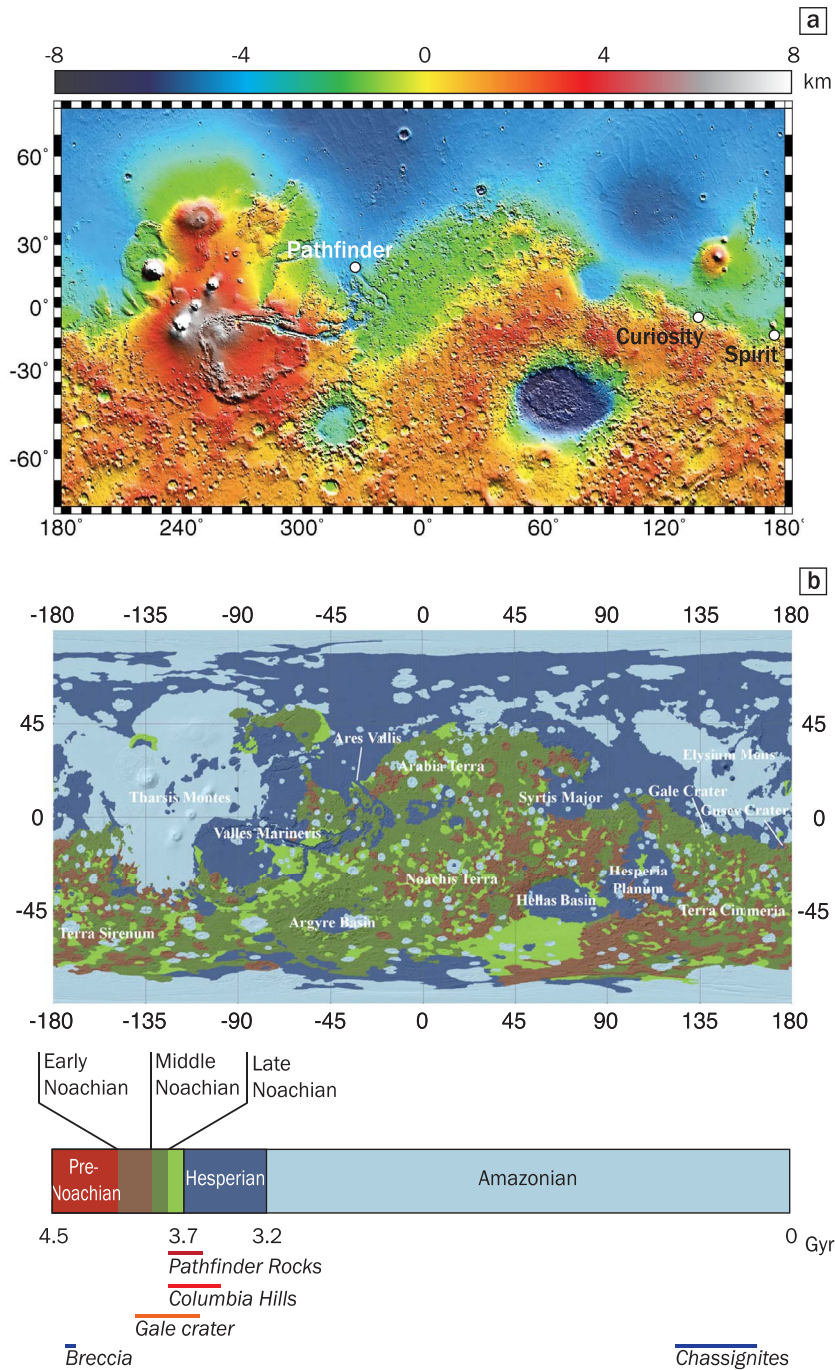 a
-8 -4 0 4 8
km
60°
30°
0°
-30°
-60°
Pathfinder
Curiosity
Spirit
180° 240° 300° 0° 60° 120° 180°
b
-180 -135 -90 -45 0 45 90 135 180
45 45
0 0
-45 -45
Ares Vallis
Arabia Terra
Elysium Mons
Tharsis Montes
Syrtis Major
Gale Crater
Gusev Crater
Valles Marineris
Noachis Terra
Hesperia
Planum
Hellas Basin
Terra Cimmeria
Argyre Basin
Terra Sirenum
-180 -135 -90 -45 0 45 90 135 180
Early
Noachian
Middle
Noachian
Late
Noachian
Pre-
Noachian
Hesperian
Amazonian
4.5 3.7 3.2 0 Gyr
Pathfinder Rocks
Columbia Hills
Gale crater
Breccia
Chassignites